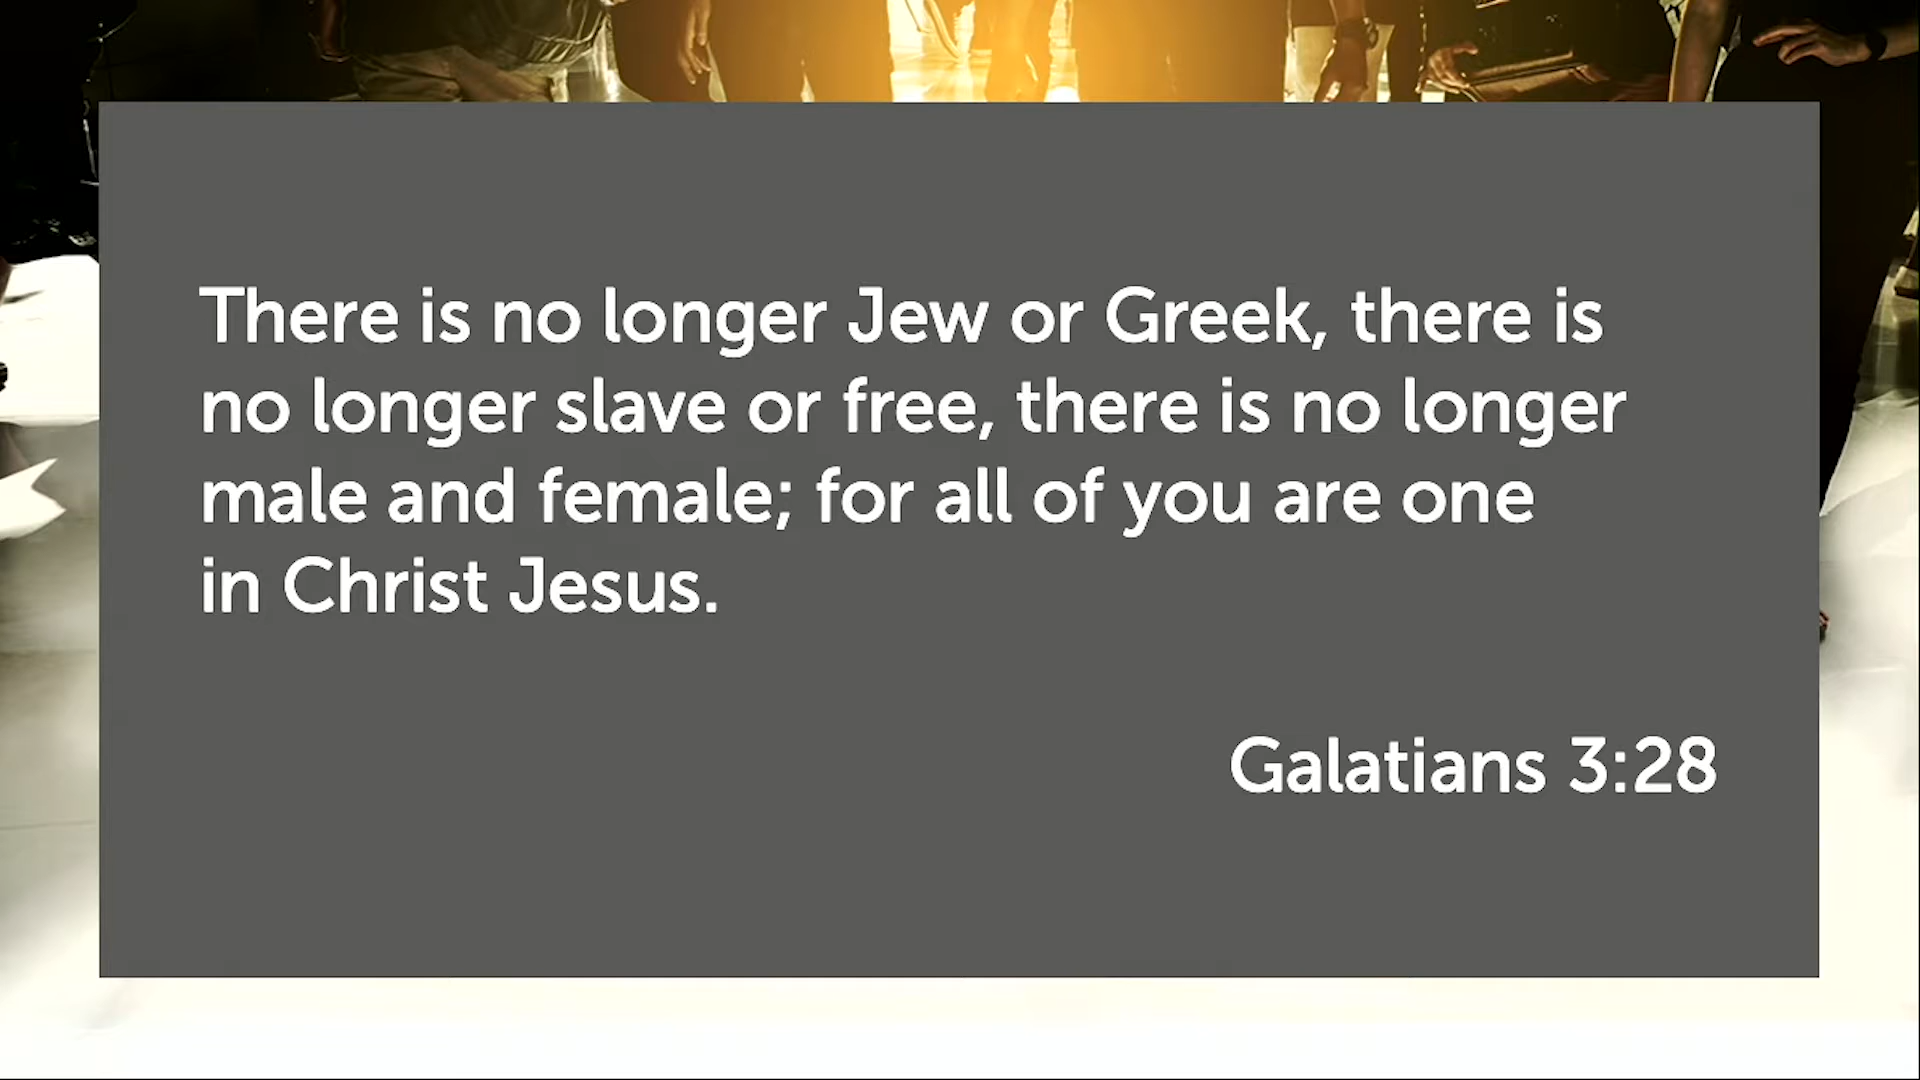 There is no longer Jew or Greek, there is
no longer slave or free, there is no longer
male and female; for all of you are one
in Christ Jesus.
Galatians 3:28